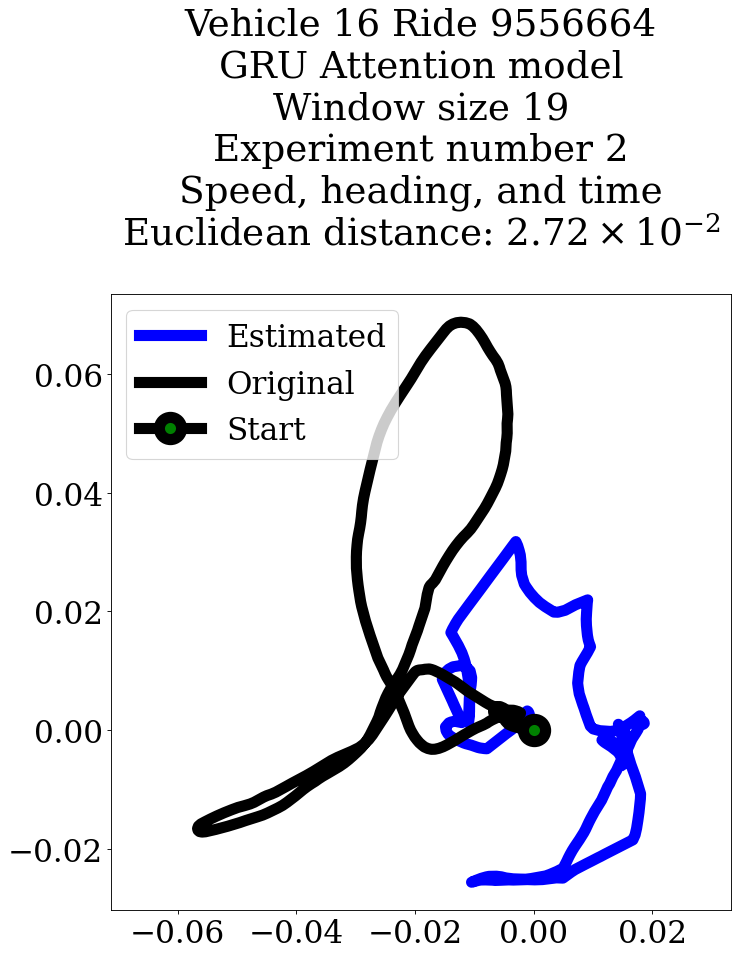 Vehicle 16 Ride 9556664
GRU Attention model
Window size 19
Experiment number 2
Speed, heading, and time
Euclidean distance: $2.72 \times 10^{-2}$
Estimated
Original
Start
0.06
0.04
0.02
0.00
−0.02
−0.06 −0.04 −0.02 0.00 0.02